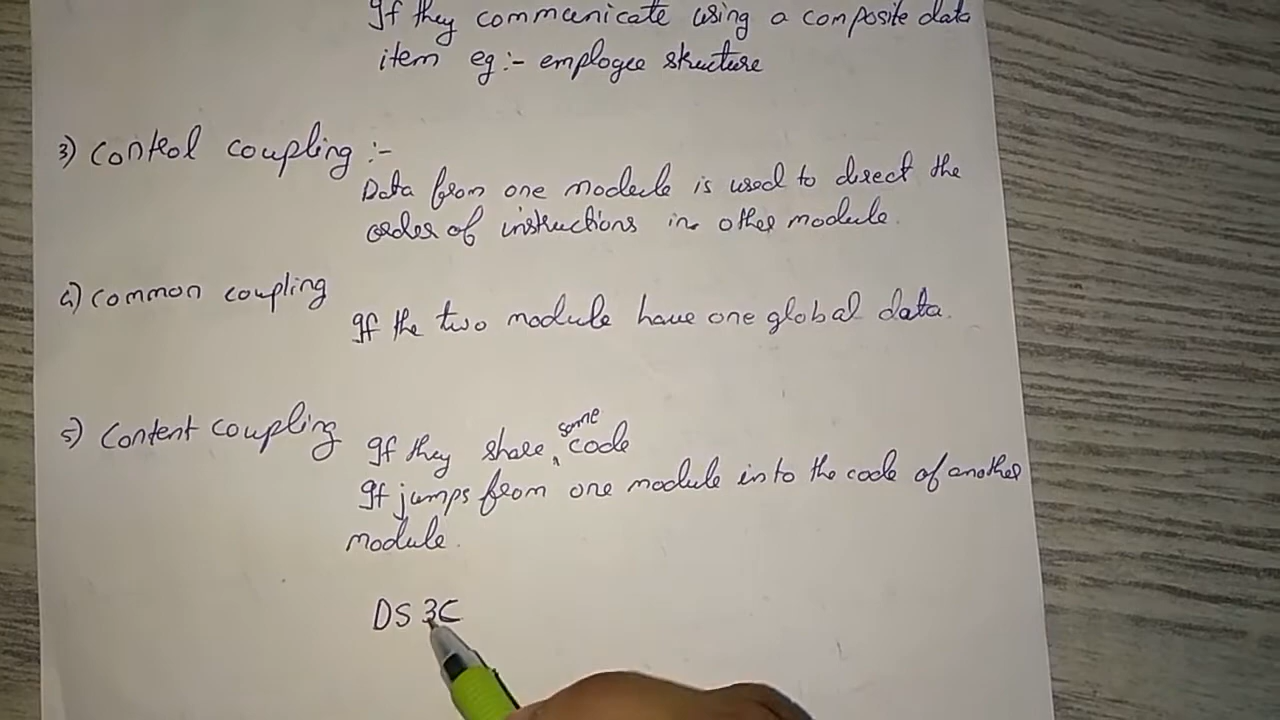 If they communicate using a composite data
item eg:- employee structure
3) Control coupling :-
Data from one module is used to direct the
order of instructions in other module.
4) Common coupling
If the two module have one global data.
5) Content coupling
If they share some code
If jumps from one module into the code of another
module.
DS 3C